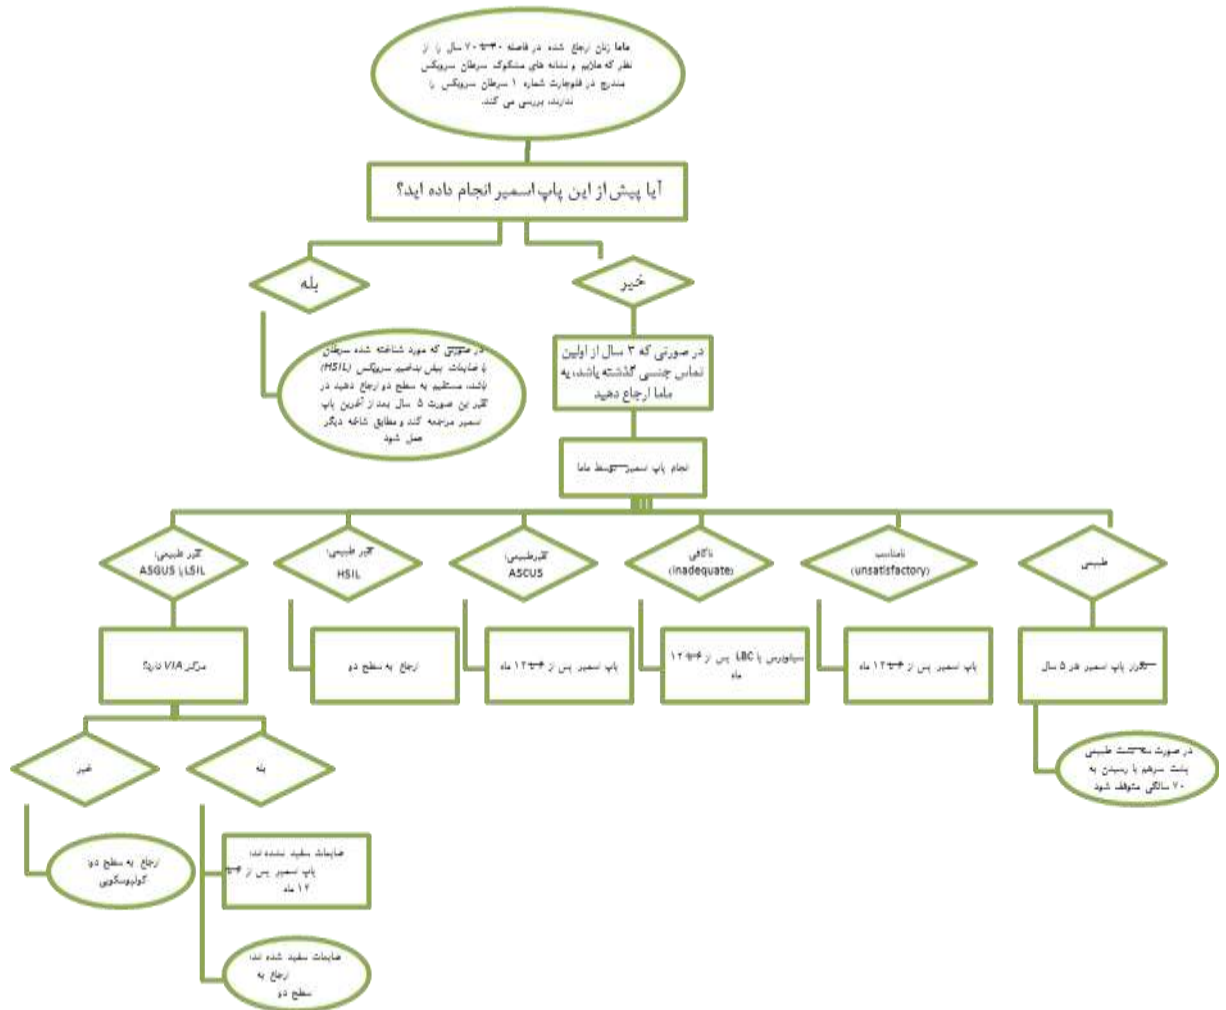 ماما زنان ارجاع شده در فاصله ۳۰ تا ۷۰ سال را از
نظر که علایم و نشانه های مشکوک سرطان سرویکس
مندرج در فلوچارت شماره ۱ سرطان سرویکس را
ندارند، بررسی می کند.
آیا پیش از این پاپ اسمیر انجام داده اید؟
بله
خیر
در صورتی که مورد شناخته شده سرطان
یا ضایعات پیش بدخیم سرویکس (HSIL)
باشد، مستقیم به سطح دو ارجاع دهید در
غیر این صورت ۵ سال بعد از آخرین پاپ
اسمیر مراجعه کند و مطابق شاخه دیگر
عمل شود
در صورتی که ۳ سال از اولین
تماس جنسی گذشته باشد، به
ماما ارجاع دهید
انجام پاپ اسمیر توسط ماما
طبیعی
نامناسب
(unsatisfactory)
ناکافی
(inadequate)
غیرطبیعی:
ASCUS
غیر طبیعی:
HSIL
غیر طبیعی:
LSIL یا ASGUS
تکرار پاپ اسمیر هر ۵ سال
پاپ اسمیر پس از ۶ تا ۱۲ ماه
سیتوبرس یا LBC پس از ۶ تا ۱۲
ماه
پاپ اسمیر پس از ۶ تا ۱۲ ماه
ارجاع به سطح دو
مرکز VIA دارد؟
در صورت سه تست طبیعی
پشت سرهم یا رسیدن به
۷۰ سالگی متوقف شود
بله
خیر
ضایعات سفید نشده اند:
پاپ اسمیر پس از ۶ تا
۱۲ ماه
ارجاع به سطح دو:
کولپوسکوپی
ضایعات سفید شده اند:
ارجاع به
سطح دو